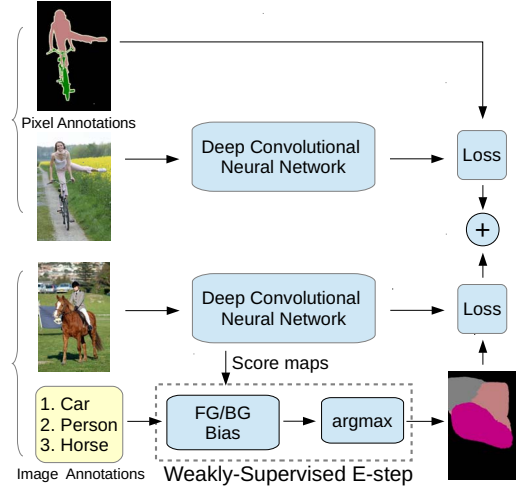 Pixel Annotations
Deep Convolutional
Neural Network
Loss
+
Deep Convolutional
Neural Network
Loss
Score maps
1. Car
2. Person
3. Horse
FG/BG
Bias
argmax
Image Annotations
Weakly-Supervised E-step